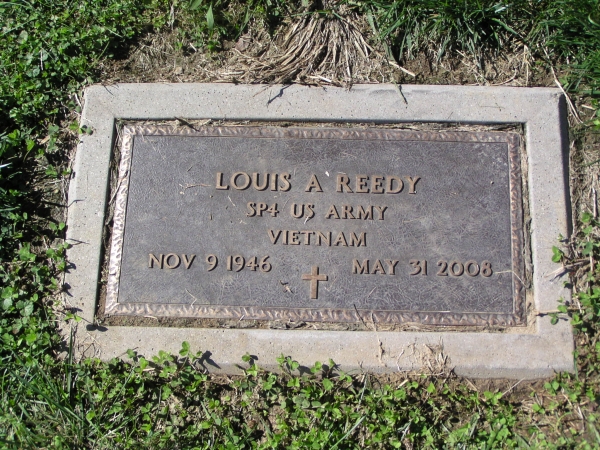 LOUIS A REEDY
SP4 US ARMY
VIETNAM
NOV 9 1946 MAY 31 2008